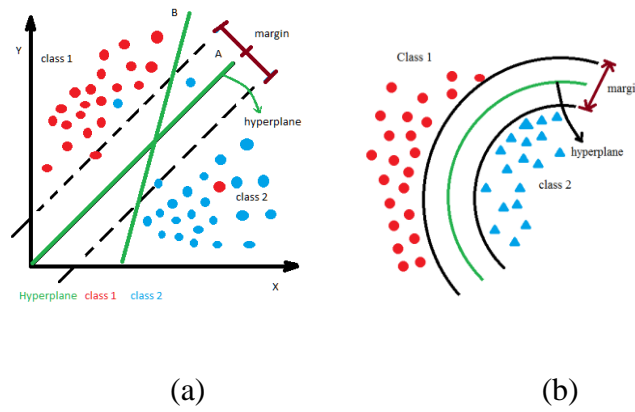 B
margin
Y
class 1
A
hyperplane
class 2
X
Hyperplane class 1 class 2
(a)
Class 1
margi
hyperplane
class 2
(b)